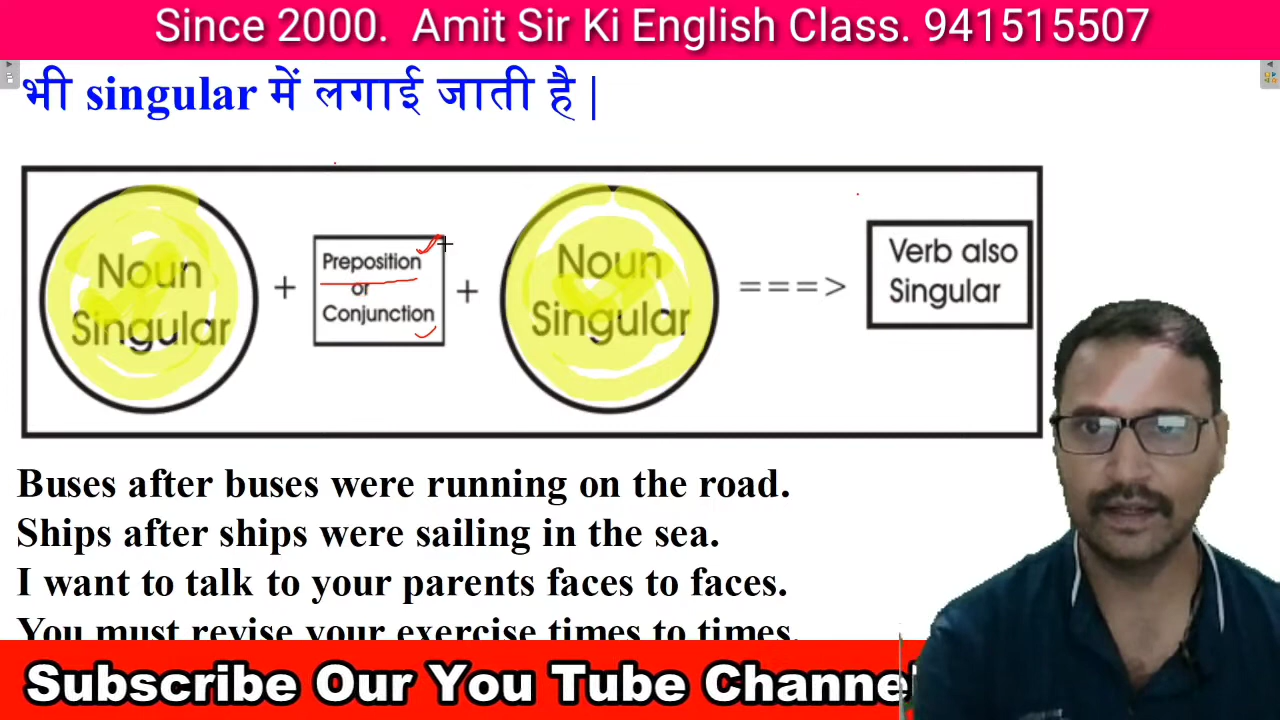 Since 2000. Amit Sir Ki English Class. 941515507
भी singular में लगाई जाती है |
Noun
Singular
+
Preposition
or
Conjunction
+
Noun
Singular
===>
Verb also
Singular
Buses after buses were running on the road.
Ships after ships were sailing in the sea.
I want to talk to your parents faces to faces.
You must revise your exercise times to times.
Subscribe Our You Tube Channel